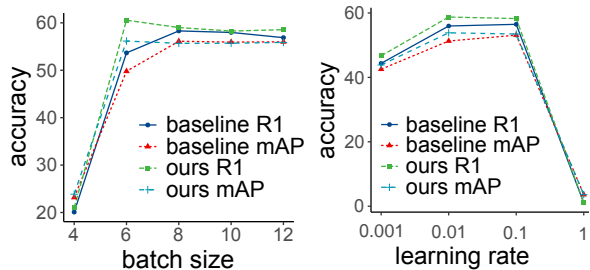 accuracy
60
50
40
30
20
baseline R1
baseline mAP
ours R1
ours mAP
4
6
8
10
12
batch size
accuracy
60
40
20
0
baseline R1
baseline mAP
ours R1
ours mAP
0.001
0.01
0.1
1
learning rate